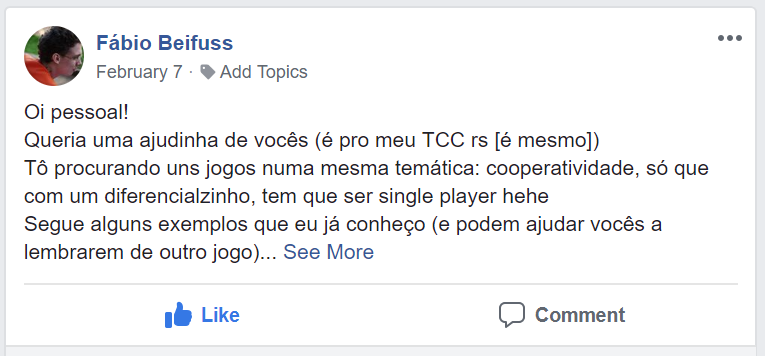 Fábio Beifuss
February 7 · Add Topics
Oi pessoal!
Queria uma ajudinha de vocês (é pro meu TCC rs [é mesmo])
Tô procurando uns jogos numa mesma temática: cooperatividade, só que
com um diferencialzinho, tem que ser single player hehe
Segue alguns exemplos que eu já conheço (e podem ajudar vocês a
lembrarem de outro jogo)... See More
Like
Comment